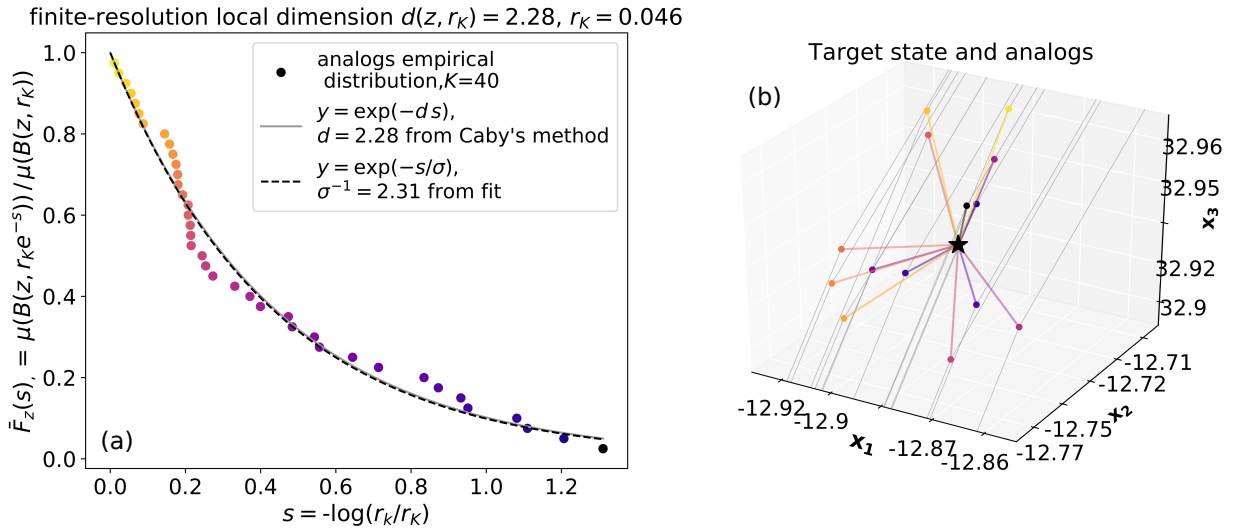 finite-resolution local dimension d(z, r_K) = 2.28, r_K = 0.046
F̄_z(s), = μ(B(z, r_K e^{-s})) / μ(B(z, r_K))
1.0
0.8
0.6
0.4
0.2
0.0
analogs empirical
distribution,K=40
y = exp(−d s),
d = 2.28 from Caby's method
y = exp(−s/σ),
σ^{−1} = 2.31 from fit
(a)
0.0 0.2 0.4 0.6 0.8 1.0 1.2
s = -log(r_k/r_K)
Target state and analogs
(b)
32.96
32.95
x_3
32.92
32.9
-12.71
-12.72
x_2
-12.75
-12.77
-12.92
-12.9
x_1
-12.87
-12.86